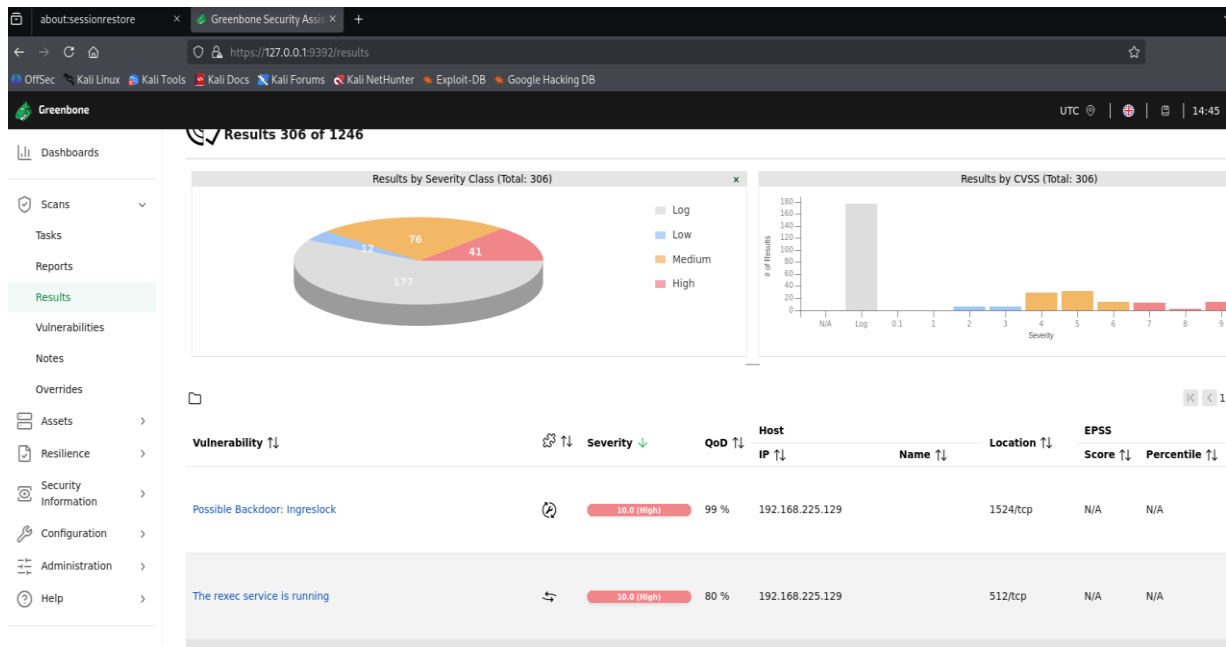 about:sessionrestore ×
Greenbone Security Assis × +
https://127.0.0.1:9392/results
OffSec Kali Linux Kali Tools Kali Docs Kali Forums Kali NetHunter Exploit-DB Google Hacking DB
Greenbone
UTC 14:45
Dashboards
Scans
Tasks
Reports
Results
Vulnerabilities
Notes
Overrides
Assets
Resilience
Security
Information
Configuration
Administration
Help
Results 306 of 1246
Results by Severity Class (Total: 306) ×
12
76
41
177
Log
Low
Medium
High
Results by CVSS (Total: 306)
# of Results
180
160
140
120
100
80
60
40
20
0
N/A Log 0.1 1 2 3 4 5 6 7 8 9
Severity
1
Vulnerability Severity QoD Host Location EPSS
IP Name Score Percentile
Possible Backdoor: Ingreslock 10.0 (High) 99 % 192.168.225.129 1524/tcp N/A N/A
The rexec service is running 10.0 (High) 80 % 192.168.225.129 512/tcp N/A N/A